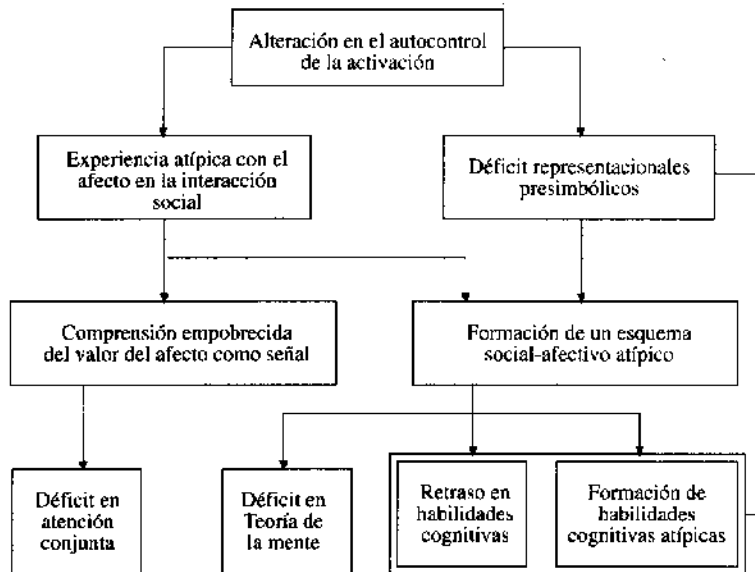 Alteración en el autocontrol
de la activación
Experiencia atípica con el
afecto en la interacción
social
Déficit representacionales
presimbólicos
Comprensión empobrecida
del valor del afecto como señal
Formación de un esquema
social-afectivo atípico
Déficit en
atención
conjunta
Déficit en
Teoría de
la mente
Retraso en
habilidades
cognitivas
Formación de
habilidades
cognitivas atípicas